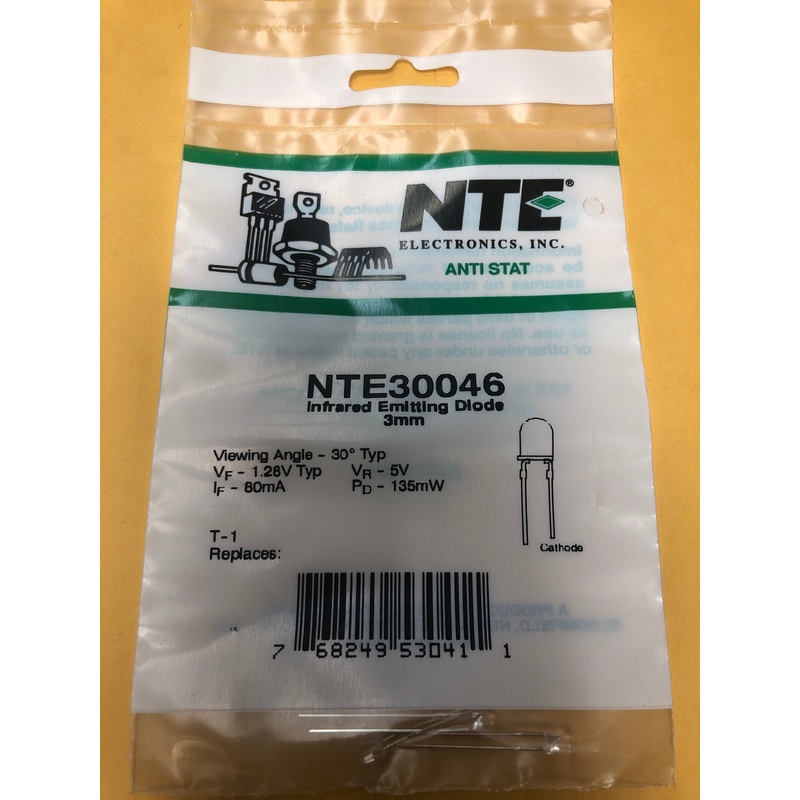 NTE®
ELECTRONICS, INC.
ANTI STAT
NTE30046
Infrared Emitting Diode
3mm
Viewing Angle - 30° Typ
VF - 1.28V Typ VR - 5V
IF - 80mA PD - 135mW
Cathode
T-1
Replaces:
7 68249 53041 1